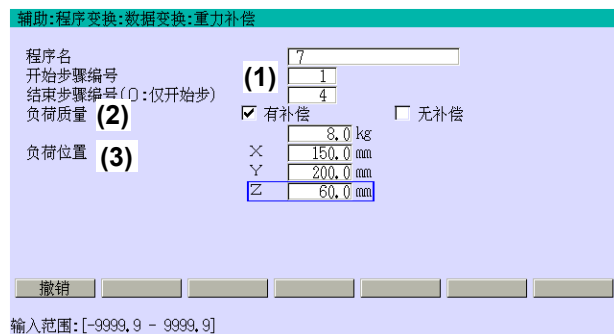 辅助:程序变换:数据变换:重力补偿
程序名 7
开始步骤编号 (1) 1
结束步骤编号(0:仅开始步) 4
负荷质量 (2) 有补偿 无补偿
8.0 kg
负荷位置 (3) X 150.0 mm
Y 200.0 mm
Z 60.0 mm
撤销
输入范围:[-9999.9 - 9999.9]